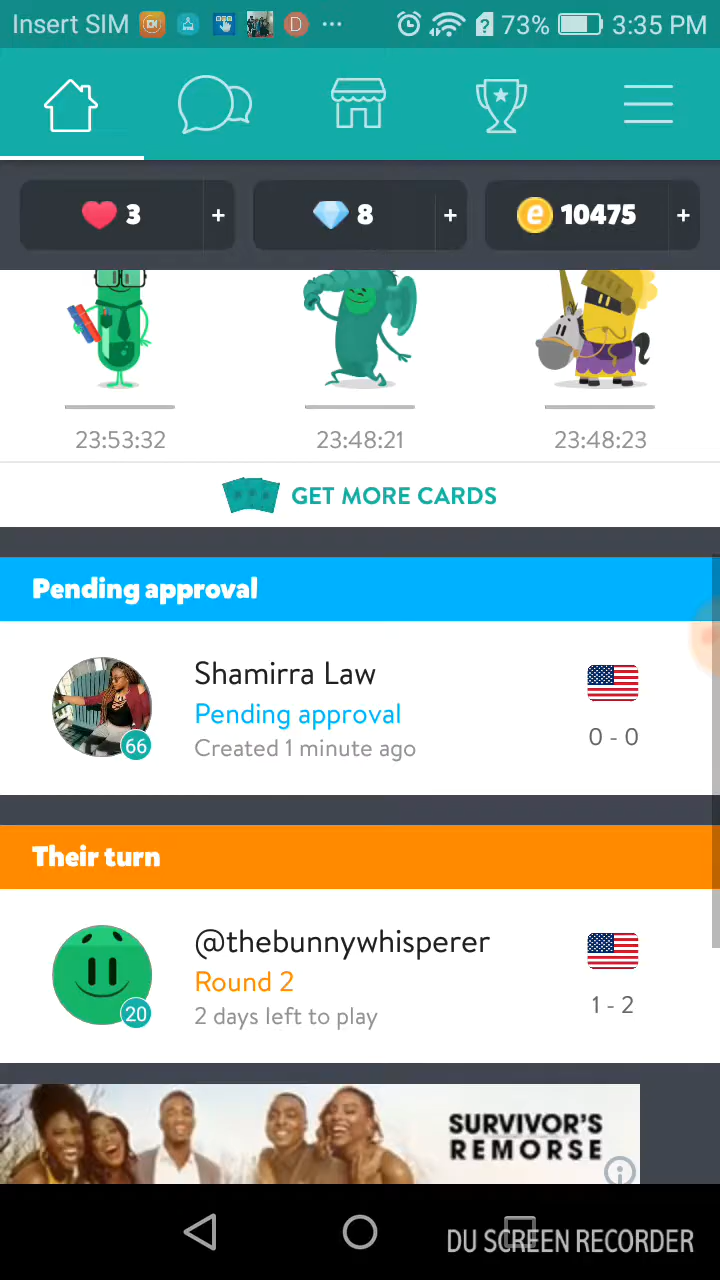 Insert SIM D ... 73% 3:35 PM
3 + 8 + e 10475 +
23:53:32 23:48:21 23:48:23
GET MORE CARDS
Pending approval
Shamirra Law
Pending approval
66 Created 1 minute ago
0 - 0
Their turn
@thebunnywhisperer
Round 2
20 2 days left to play
1 - 2
SURVIVOR'S
REMORSE
DU SCREEN RECORDER